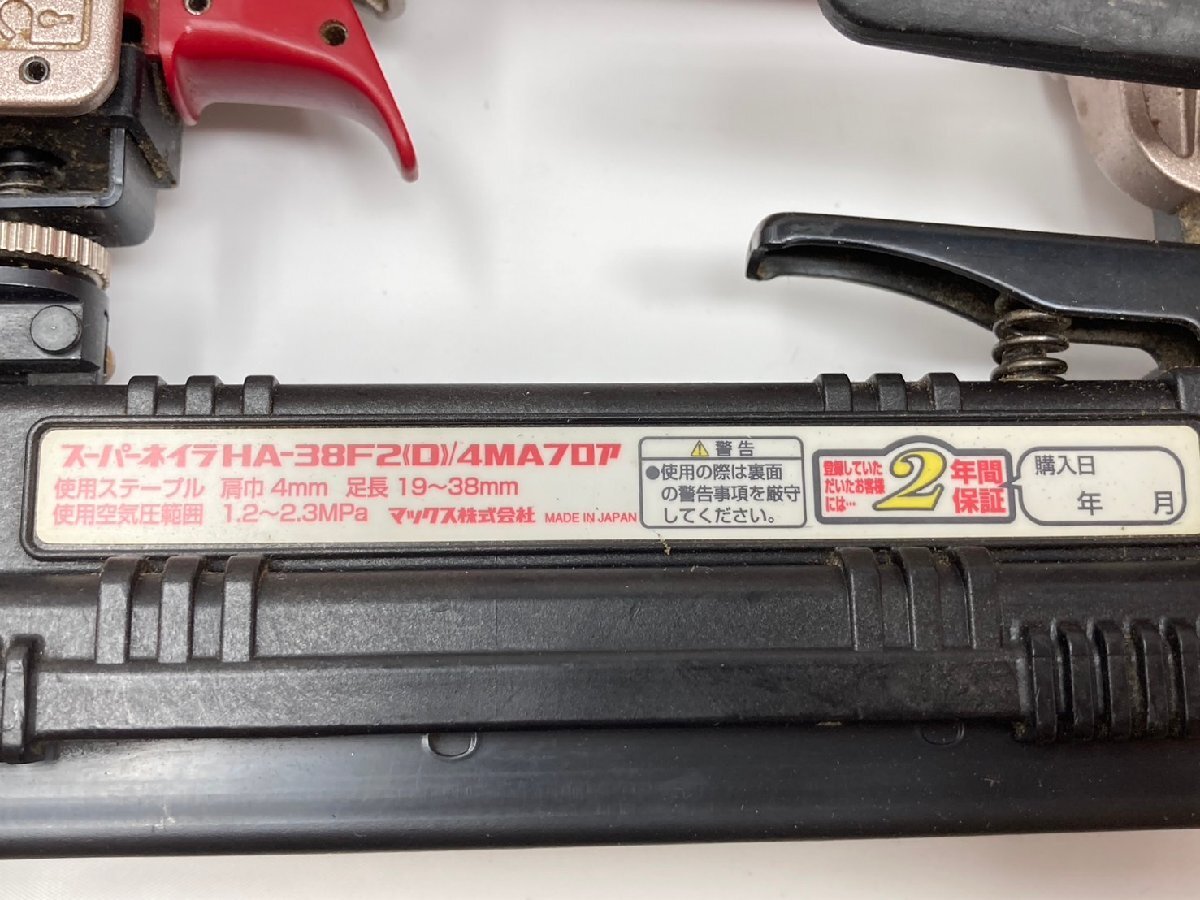 スーパーネイラHA-38F2《D》/4MAフロア
使用ステープル 肩巾4mm 足長19～38mm
使用空気圧範囲 1.2～2.3MPa マックス株式会社 MADE IN JAPAN
⚠警告
●使用の際は裏面
の警告事項を厳守
してください。
登録していた
だいたお客様
には…
2年間
保証
購入日
年 月